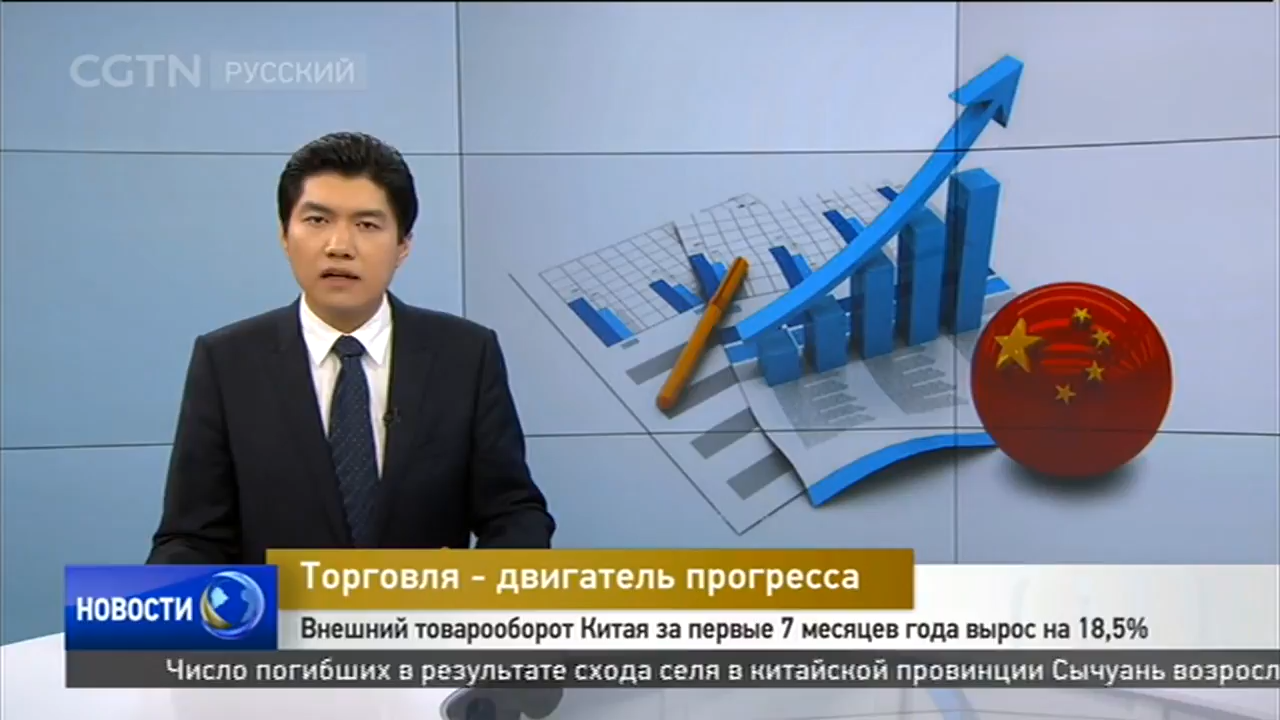 CGTN РУССКИЙ
Торговля - двигатель прогресса
НОВОСТИ
Внешний товарооборот Китая за первые 7 месяцев года вырос на 18,5%
Число погибших в результате схода селя в китайской провинции Сычуань возросл